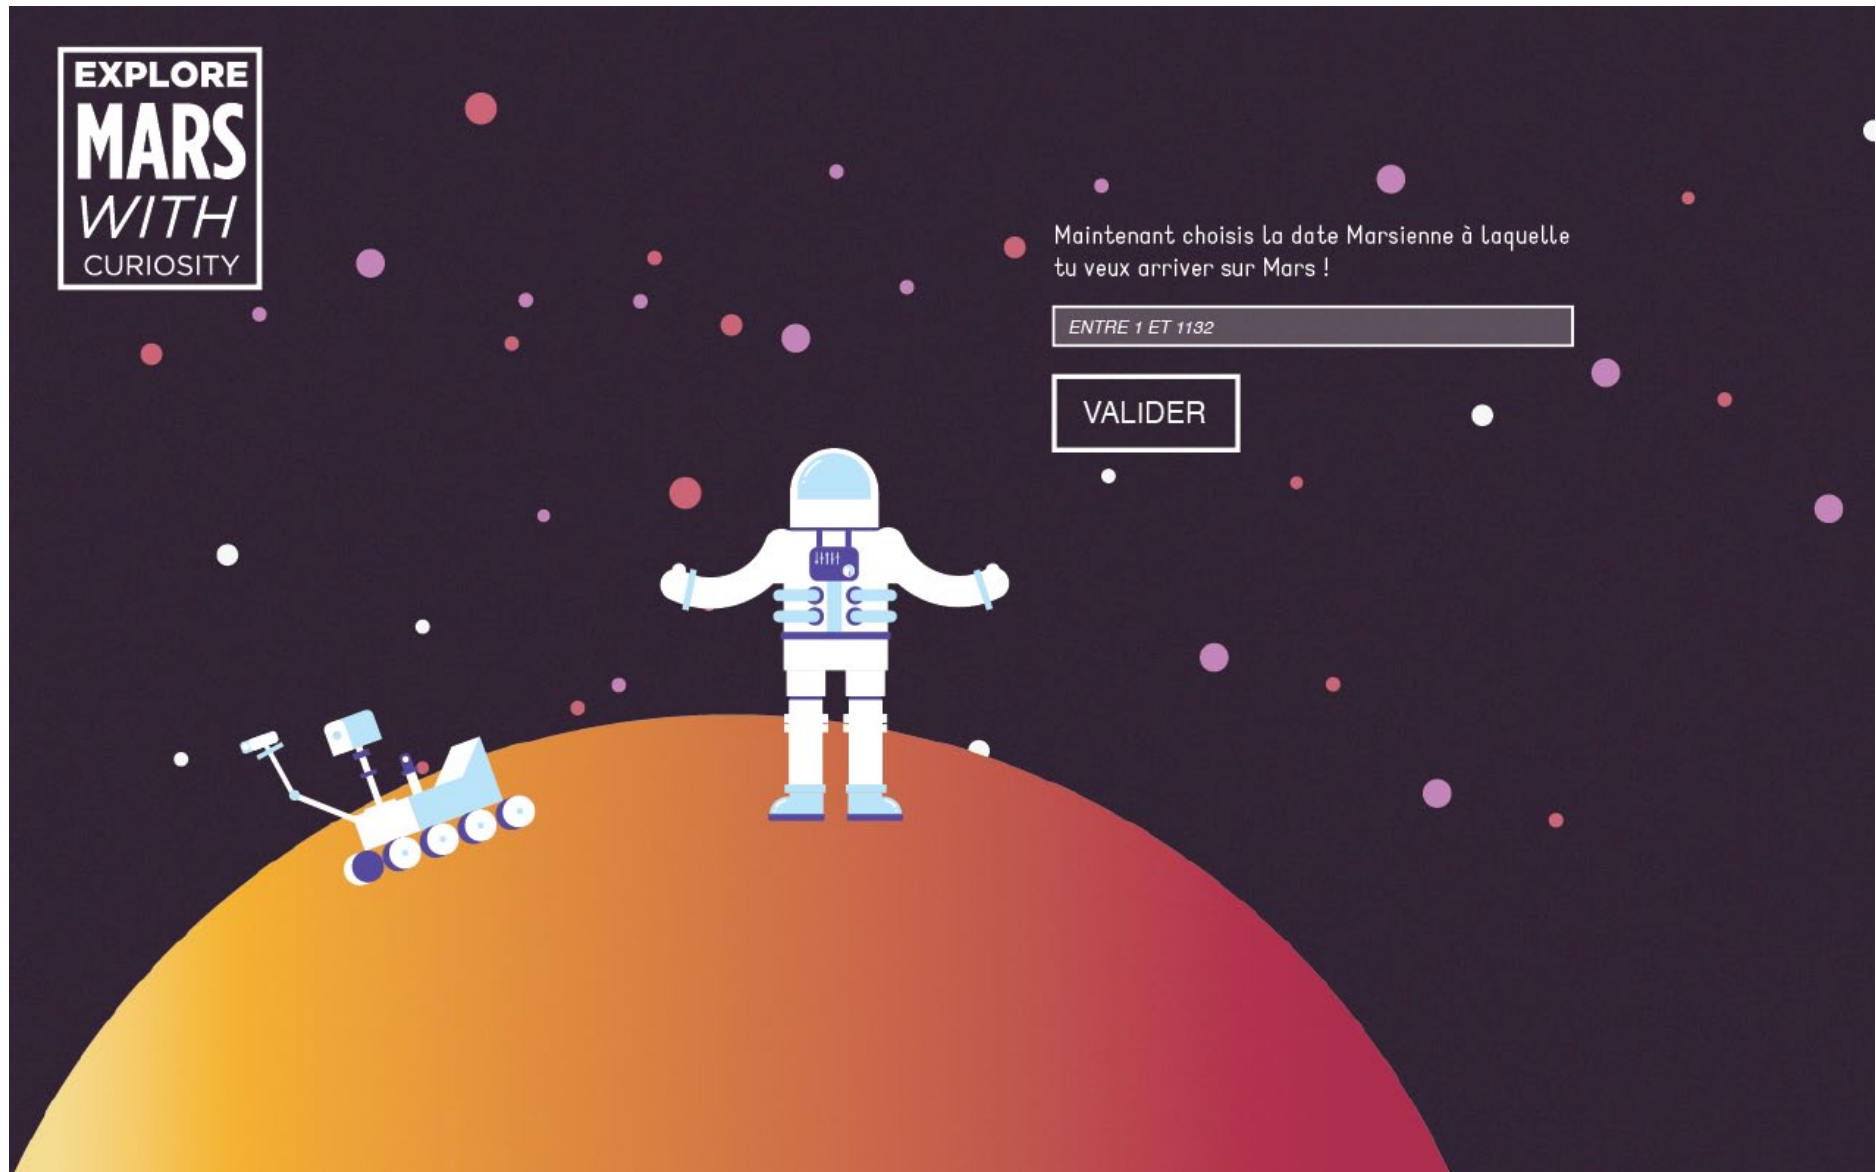 EXPLORE
MARS
WITH
CURIOSITY
Maintenant choisis la date Marsienne à laquelle
tu veux arriver sur Mars !
ENTRE 1 ET 1132
VALIDER